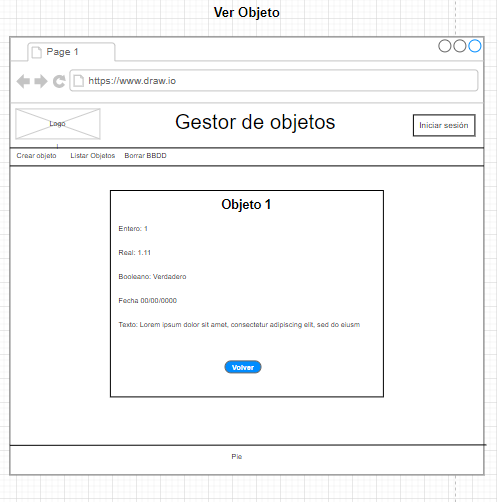 Ver Objeto
Page 1
https://www.draw.io
Logo
Gestor de objetos
Iniciar sesión
Crear objeto Listar Objetos Borrar BBDD
Objeto 1
Entero: 1
Real: 1.11
Booleano: Verdadero
Fecha 00/00/0000
Texto: Lorem ipsum dolor sit amet, consectetur adipiscing elit, sed do eiusm
Volver
Pie